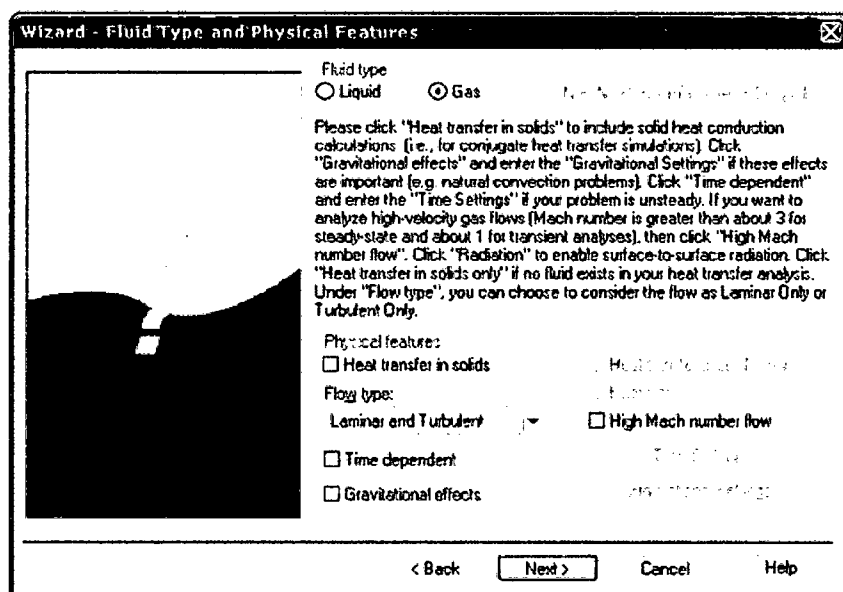 Wizard - Fluid Type and Physical Features
Fluid type
Liquid Gas
Please click "Heat transfer in solids" to include solid heat conduction
calculations (i.e., for conjugate heat transfer simulations). Click
"Gravitational effects" and enter the "Gravitational Settings" if these effects
are important (e.g. natural convection problems). Click "Time dependent"
and enter the "Time Settings" if your problem is unsteady. If you want to
analyze high-velocity gas flows (Mach number is greater than about 3 for
steady-state and about 1 for transient analyses), then click "High Mach
number flow". Click "Radiation" to enable surface-to-surface radiation. Click
"Heat transfer in solids only" if no fluid exists in your heat transfer analysis.
Under "Flow type", you can choose to consider the flow as Laminar Only or
Turbulent Only.
Physical features
Heat transfer in solids
Flow type:
Laminar and Turbulent High Mach number flow
Time dependent
Gravitational effects
< Back Next > Cancel Help